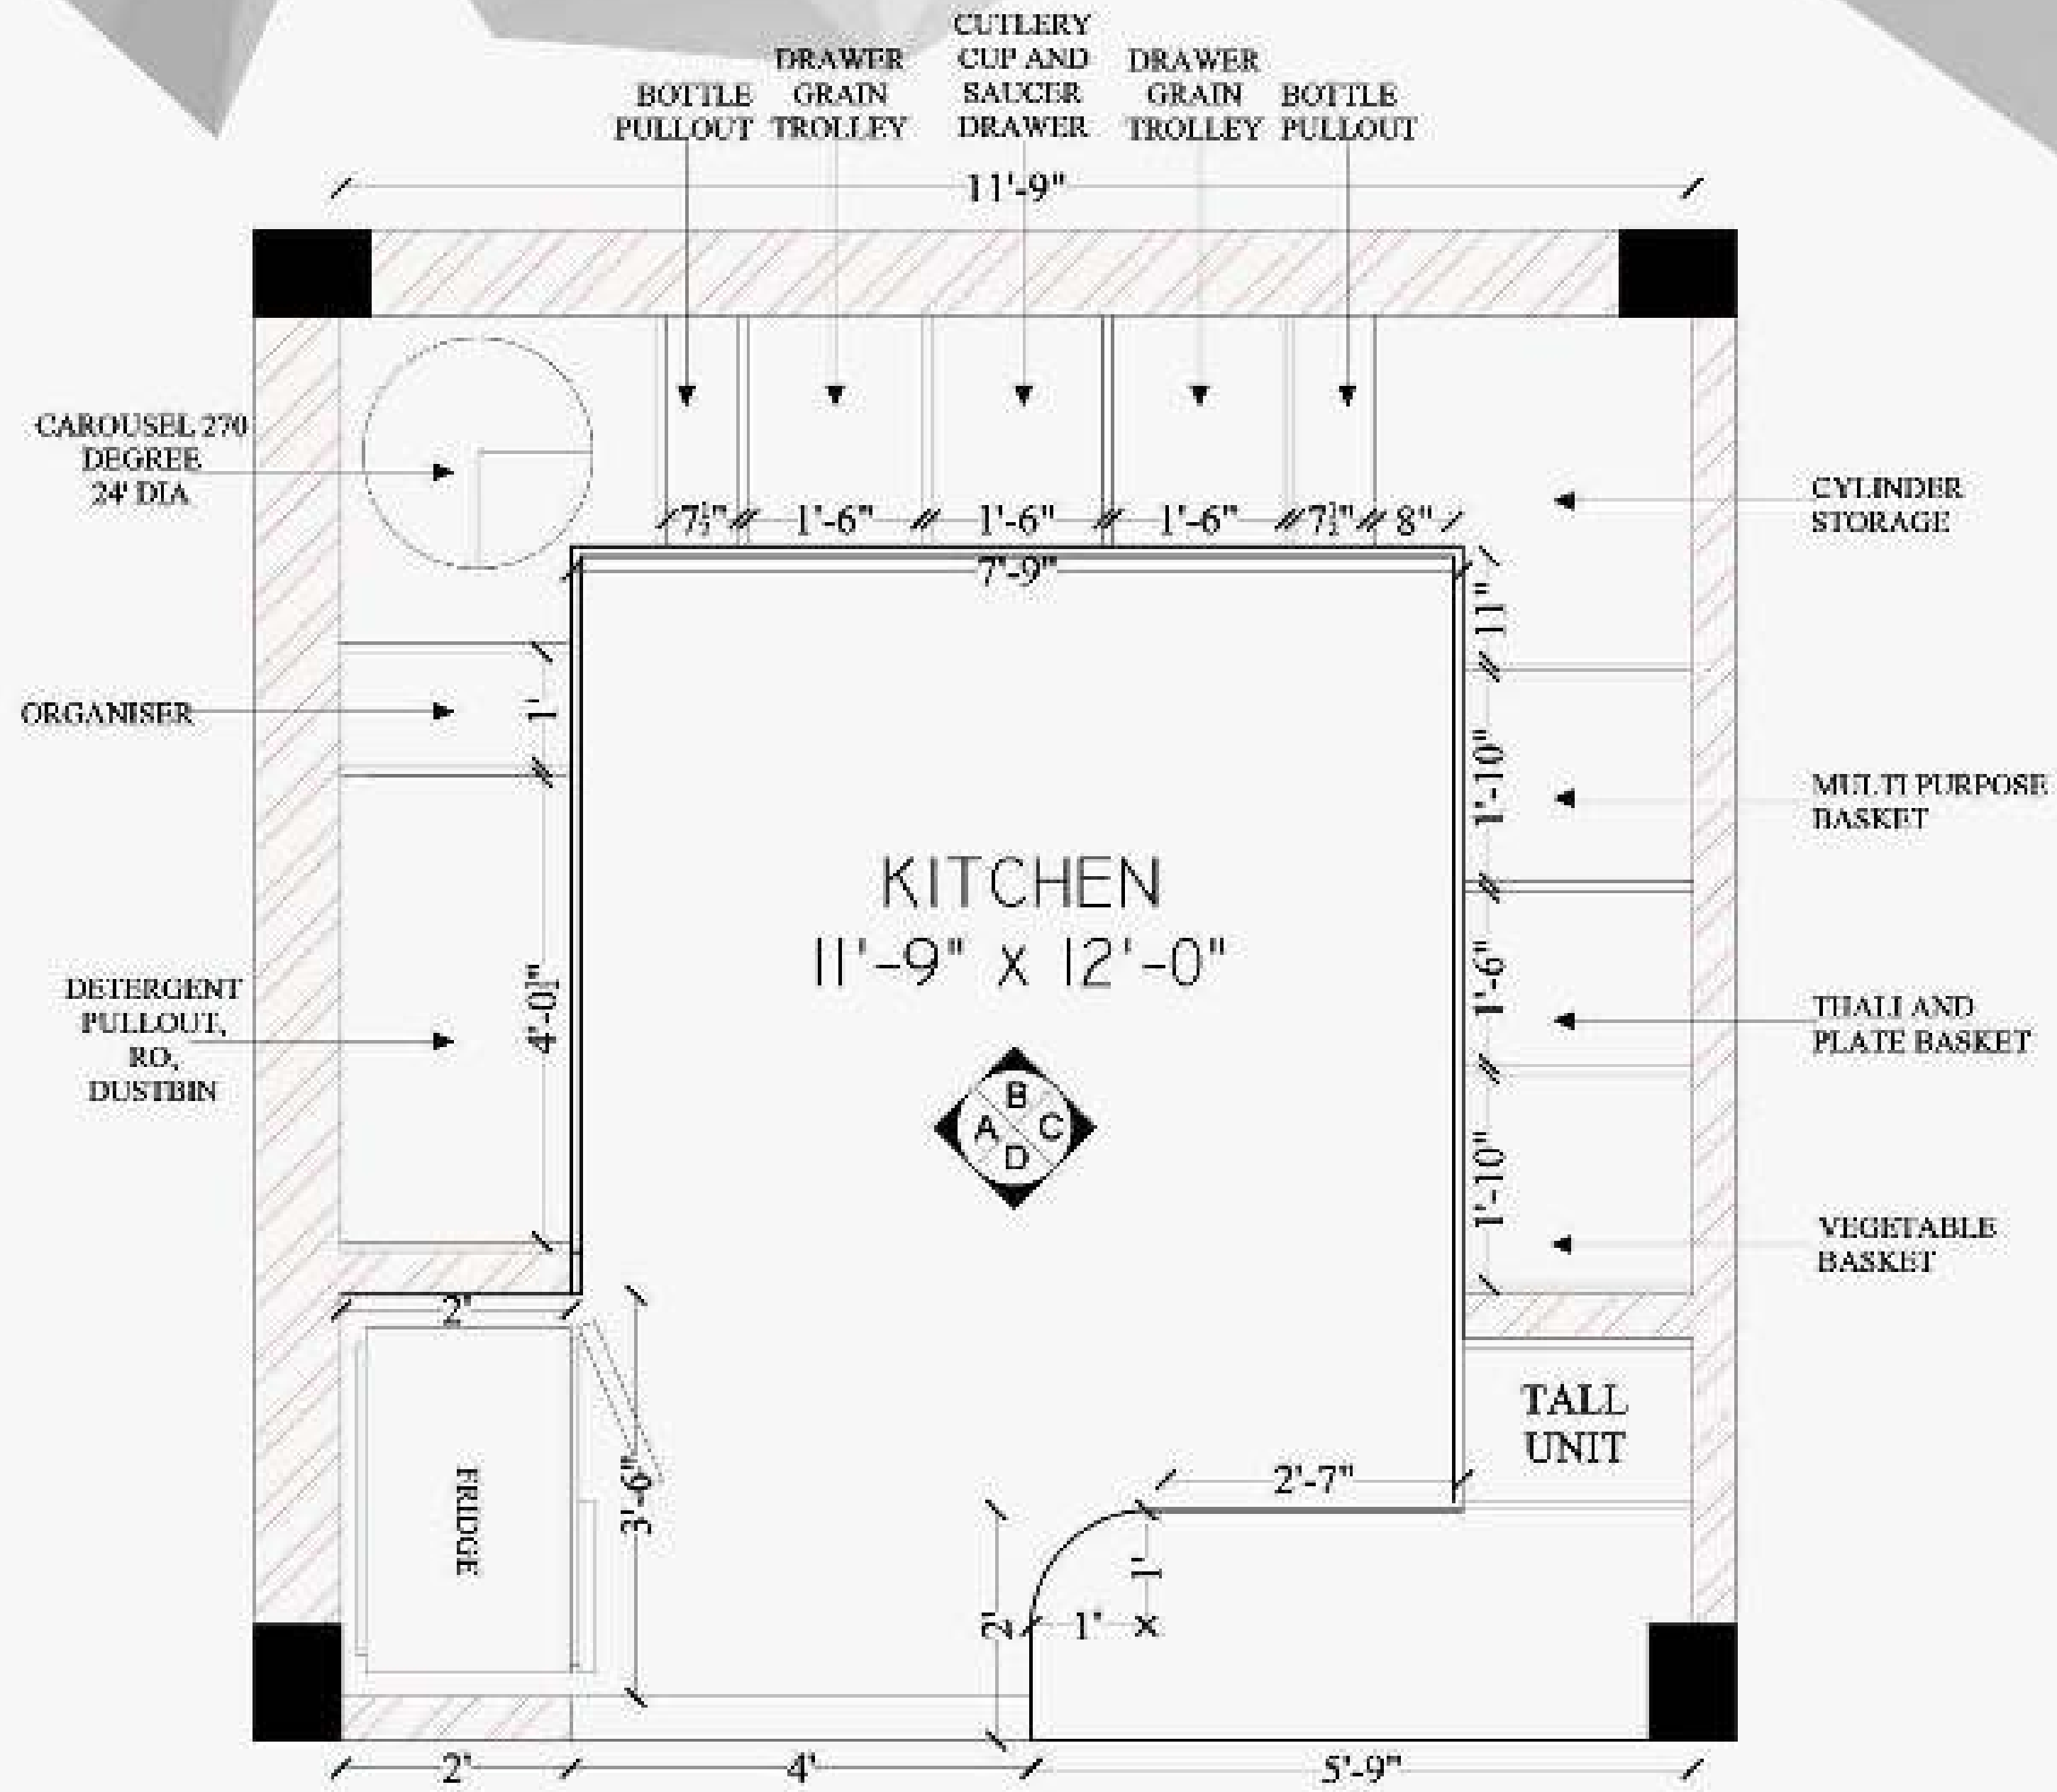 CUTLERY
CUP AND
SAUCER
DRAWER
DRAWER
GRAIN
TROLLEY
DRAWER
GRAIN
TROLLEY
BOTTLE
PULLOUT
BOTTLE
PULLOUT
11'-9"
CAROUSEL 270
DEGREE
24' DIA
CYLINDER
STORAGE
7½" 1'-6" 1'-6" 1'-6" 7½" 8"
7'-9"
11"
ORGANISER
1'
1'-10"
MULTI PURPOSE
BASKET
KITCHEN
11'-9" X 12'-0"
DETERGENT
PULLOUT,
RO,
DUSTBIN
4'-0½"
1'-6"
THALI AND
PLATE BASKET
B
A C
D
1'-10"
VEGETABLE
BASKET
2'
TALL
UNIT
FRIDGE
3'-6"
2'-7"
1'
2'
1'
2' 4' 5'-9"